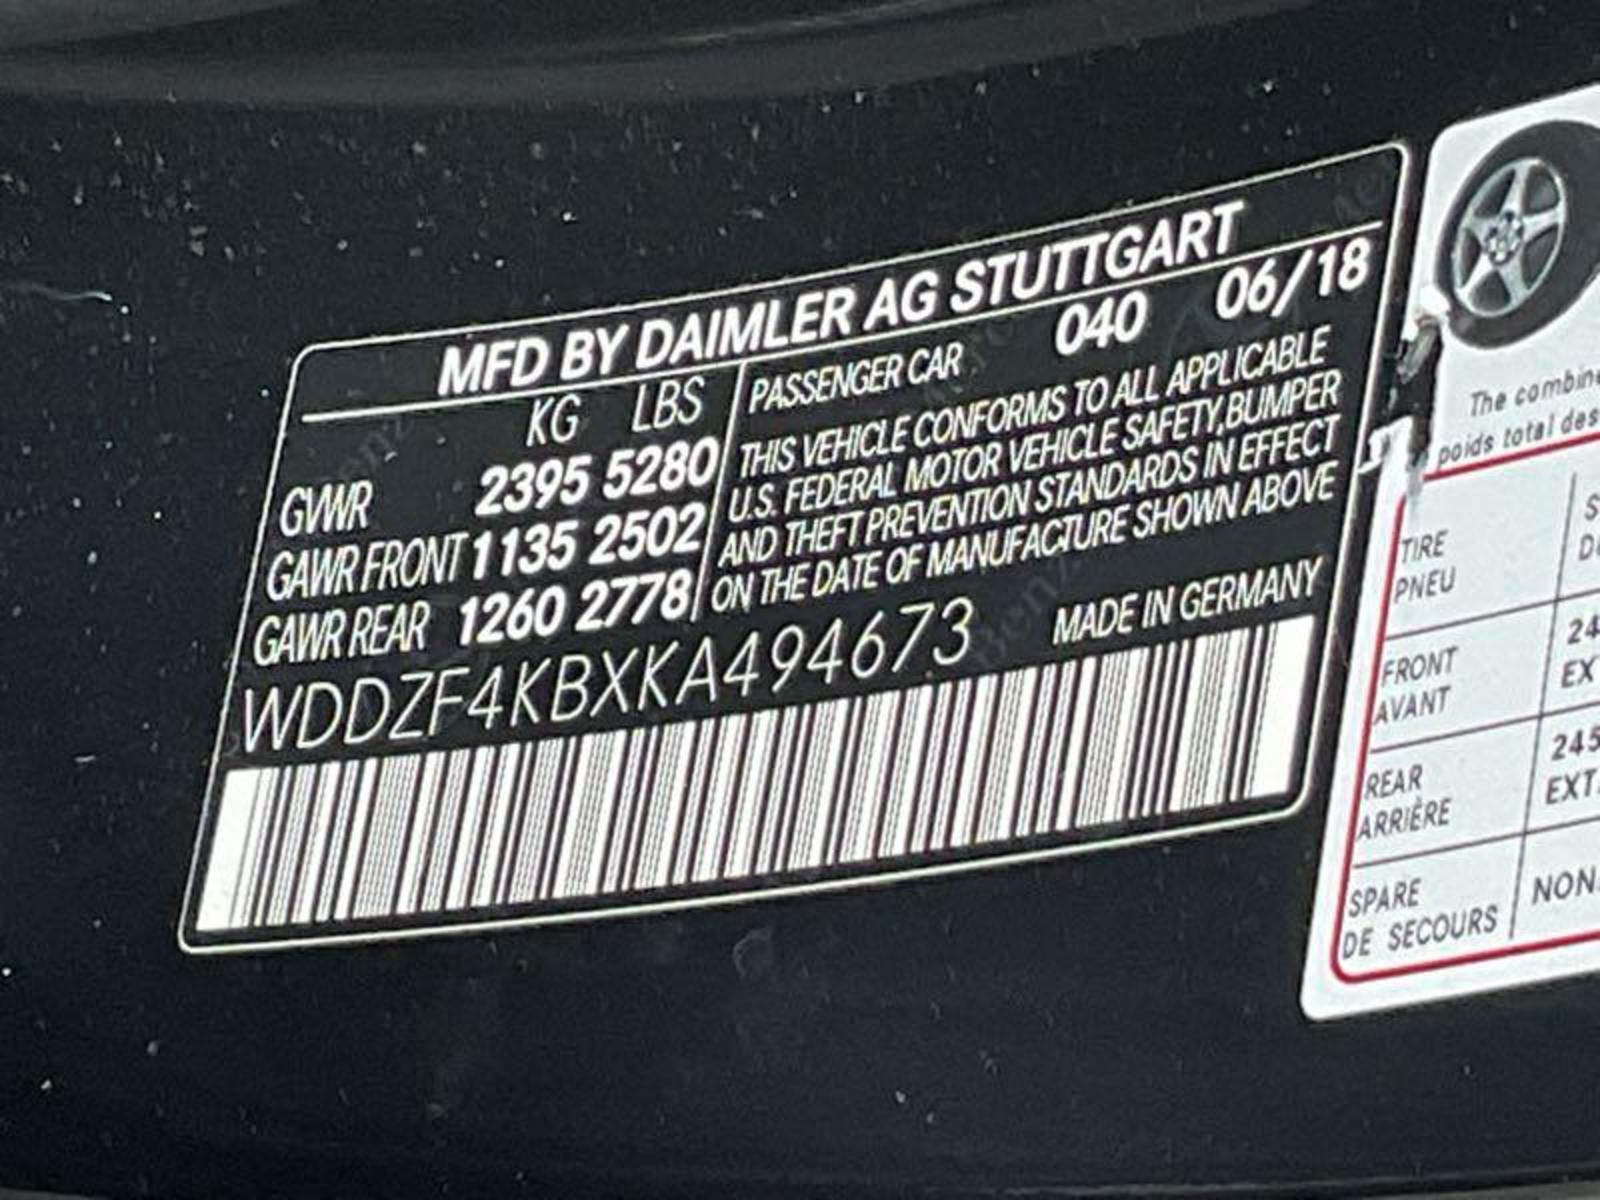 MFD BY DAIMLER AG STUTTGART
KG LBS
GVWR 2395 5280
GAWR FRONT 1135 2502
GAWR REAR 1260 2778
PASSENGER CAR 040 06/18
THIS VEHICLE CONFORMS TO ALL APPLICABLE
U.S. FEDERAL MOTOR VEHICLE SAFETY,BUMPER
AND THEFT PREVENTION STANDARDS IN EFFECT
ON THE DATE OF MANUFACTURE SHOWN ABOVE
WDDZF4KBXKA494673 MADE IN GERMANY
The
poids total des
TIRE
PNEU
FRONT
AVANT
REAR 245
ARRIÈRE
SPARE
DE SECOURS